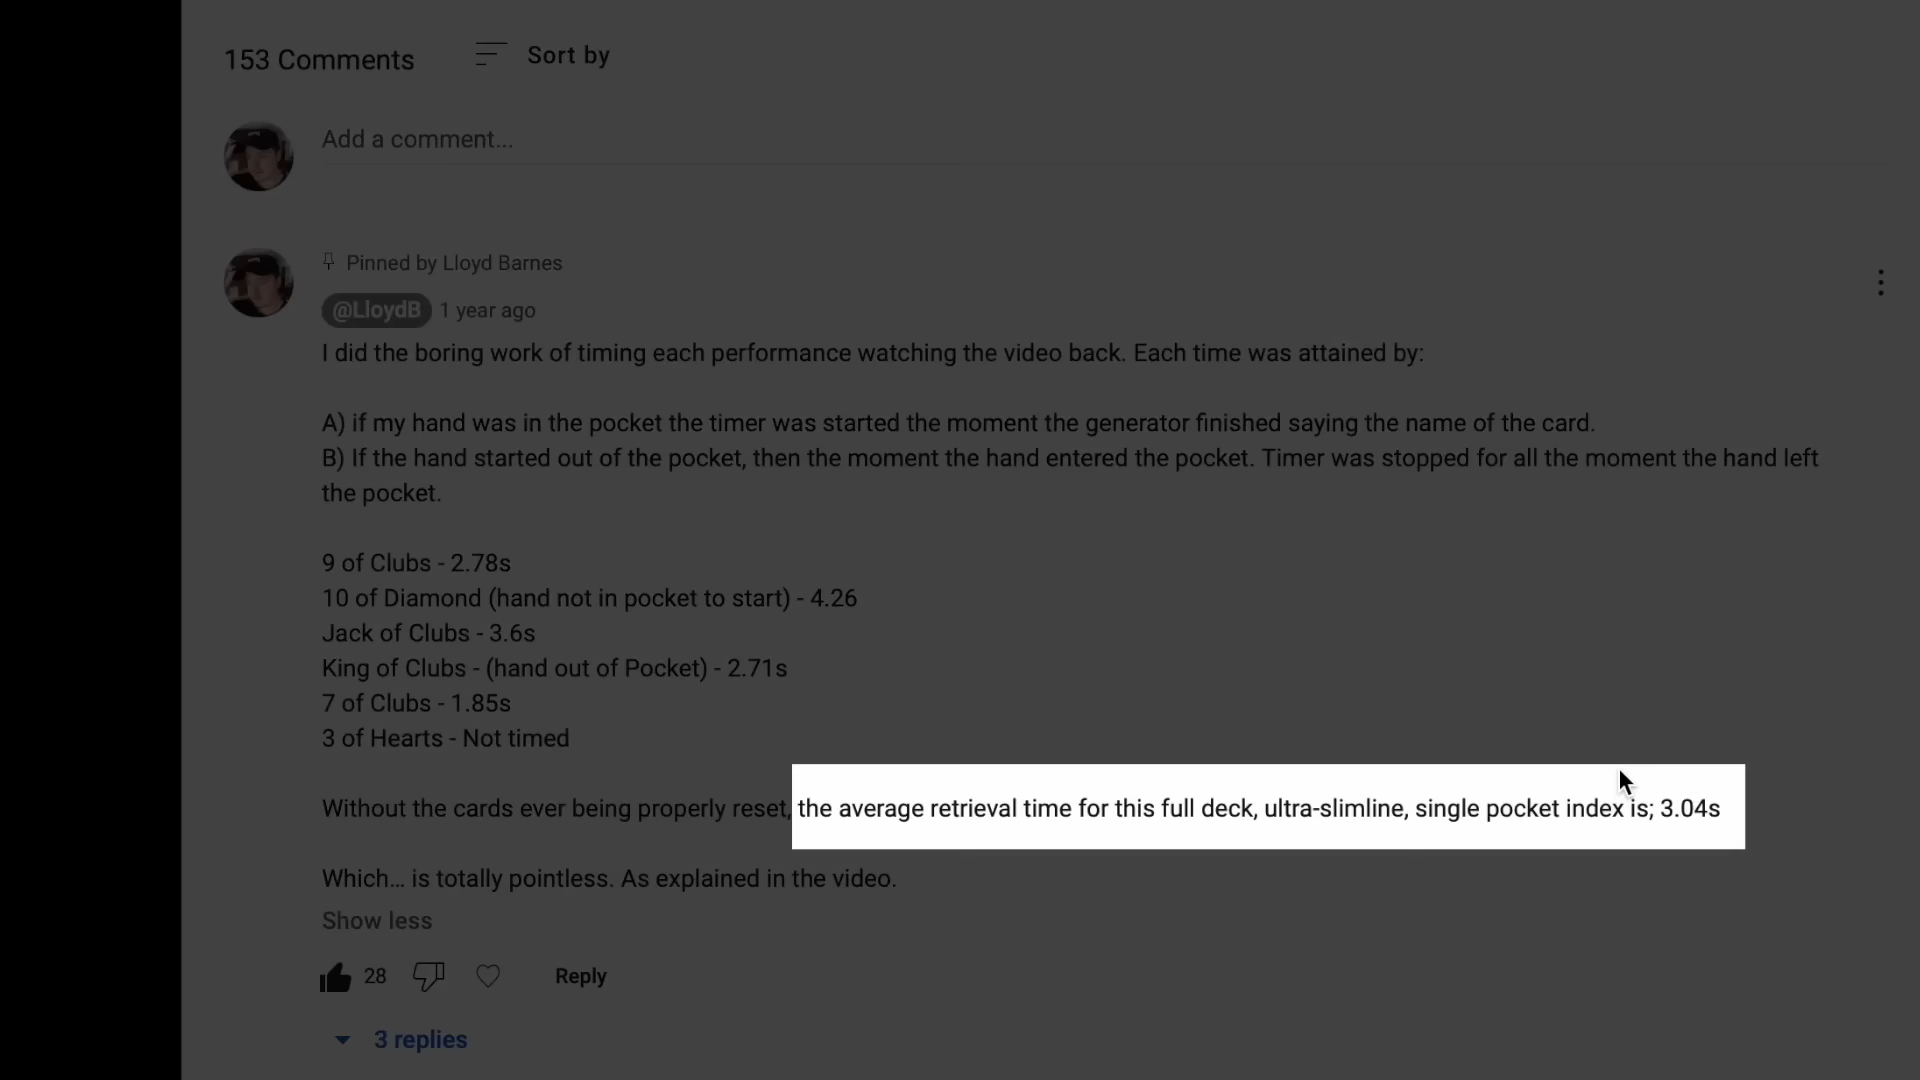 153 Comments
Sort by
Add a comment...
Pinned by Lloyd Barnes
@LloydB 1 year ago
I did the boring work of timing each performance watching the video back. Each time was attained by:
A) if my hand was in the pocket the timer was started the moment the generator finished saying the name of the card.
B) If the hand started out of the pocket, then the moment the hand entered the pocket. Timer was stopped for all the moment the hand left
the pocket.
9 of Clubs - 2.78s
10 of Diamond (hand not in pocket to start) - 4.26
Jack of Clubs - 3.6s
King of Clubs - (hand out of Pocket) - 2.71s
7 of Clubs - 1.85s
3 of Hearts - Not timed
Without the cards ever being properly reset, the average retrieval time for this full deck, ultra-slimline, single pocket index is; 3.04s
Which... is totally pointless. As explained in the video.
Show less
28
Reply
3 replies